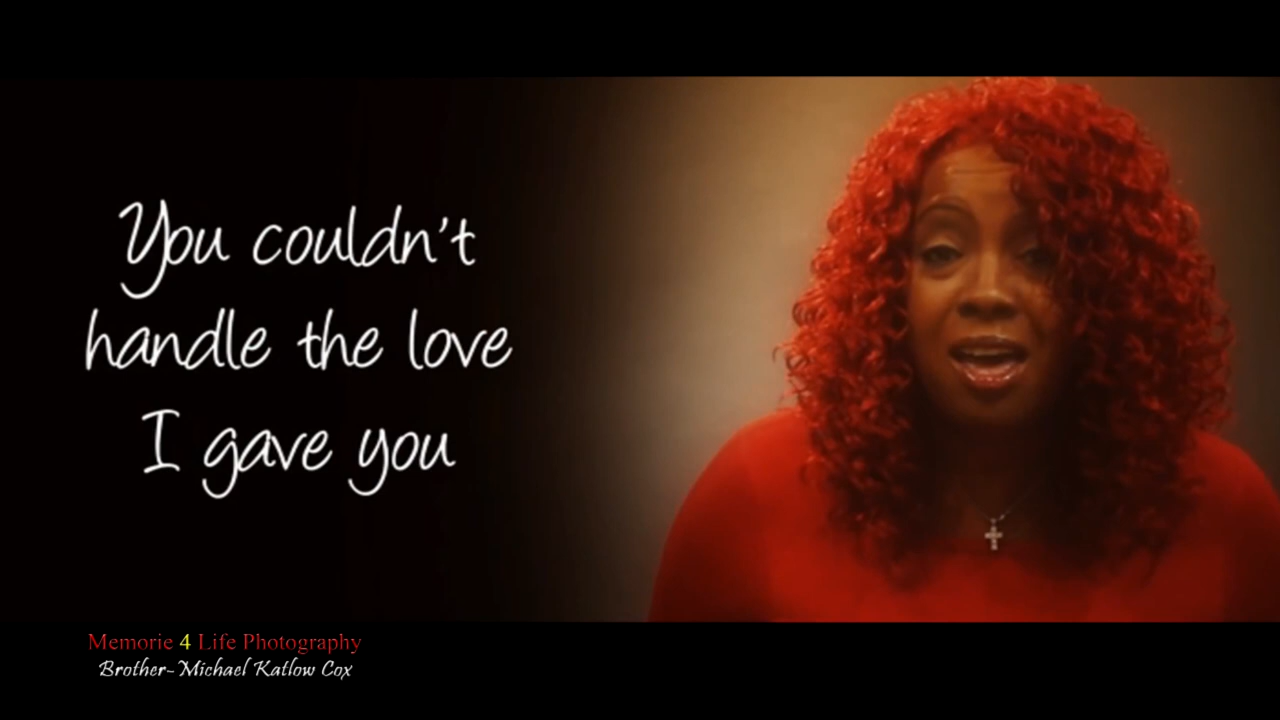 You couldn't
handle the love
I gave you
Memorie 4 Life Photography
Brother-Michael Katlow Cox